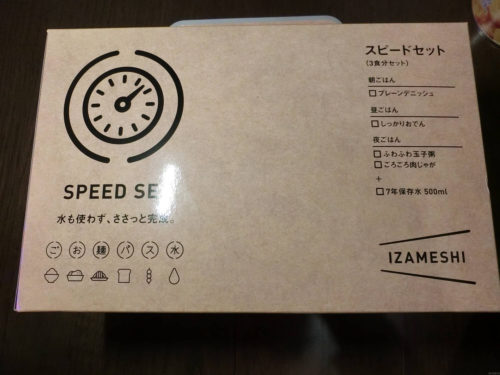 SPEED SE
水も使わず、ささっと完成。
ご お 麺 パ ス 水
スピードセット
(3食分セット)
朝ごはん
プレーンデニッシュ
昼ごはん
しっかりおでん
夜ごはん
ふわふわ玉子粥
ごろごろ肉じゃが
+
7年保存水 500ml
IZAMESHI